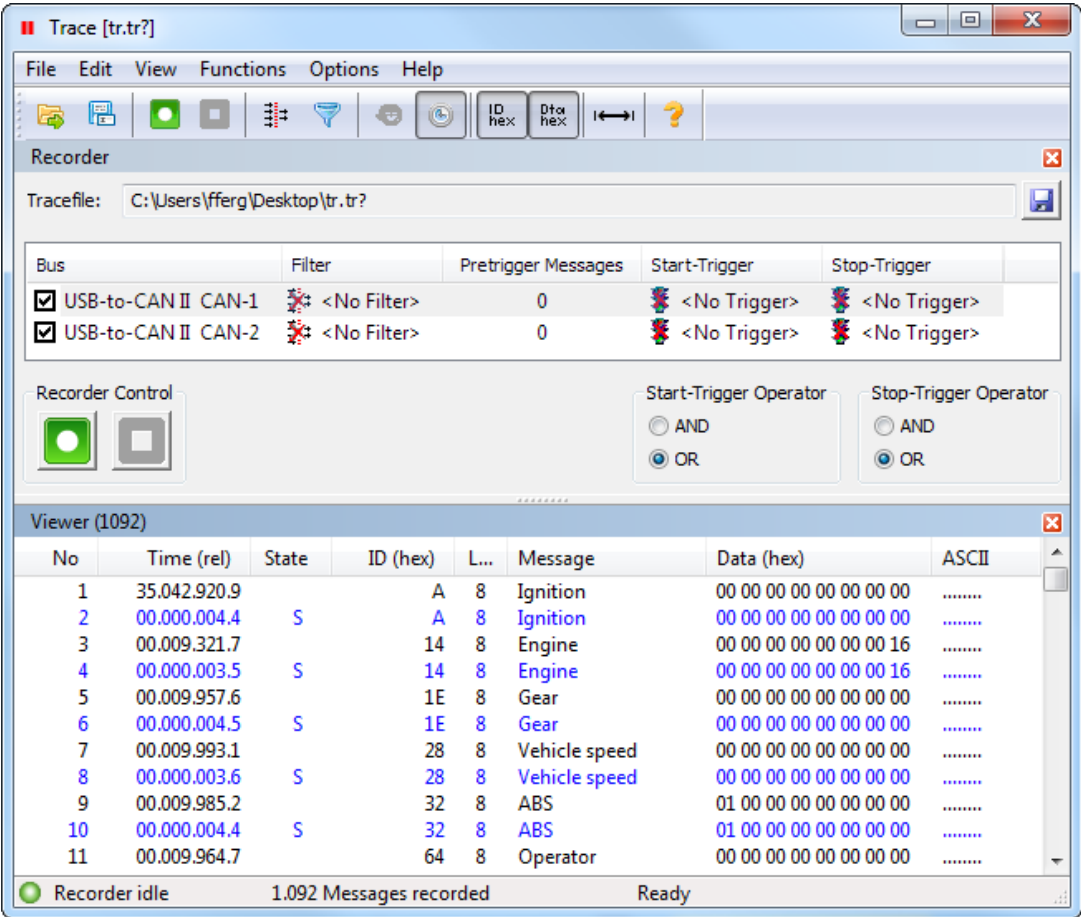 Trace [tr.tr?]
File Edit View Functions Options Help
ID hex Dta hex ?
Recorder
Tracefile: C:\Users\fferg\Desktop\tr.tr?
Bus Filter Pretrigger Messages Start-Trigger Stop-Trigger
USB-to-CAN II CAN-1 <No Filter> 0 <No Trigger> <No Trigger>
USB-to-CAN II CAN-2 <No Filter> 0 <No Trigger> <No Trigger>
Recorder Control Start-Trigger Operator Stop-Trigger Operator
AND AND
OR OR
Viewer (1092)
No Time (rel) State ID (hex) L... Message Data (hex) ASCII
1 35.042.920.9 A 8 Ignition 00 00 00 00 00 00 00 00 ........
2 00.000.004.4 S A 8 Ignition 00 00 00 00 00 00 00 00 ........
3 00.009.321.7 14 8 Engine 00 00 00 00 00 00 00 16 ........
4 00.000.003.5 S 14 8 Engine 00 00 00 00 00 00 00 16 ........
5 00.009.957.6 1E 8 Gear 00 00 00 00 00 00 00 00 ........
6 00.000.004.5 S 1E 8 Gear 00 00 00 00 00 00 00 00 ........
7 00.009.993.1 28 8 Vehicle speed 00 00 00 00 00 00 00 00 ........
8 00.000.003.6 S 28 8 Vehicle speed 00 00 00 00 00 00 00 00 ........
9 00.009.985.2 32 8 ABS 01 00 00 00 00 00 00 00 ........
10 00.000.004.4 S 32 8 ABS 01 00 00 00 00 00 00 00 ........
11 00.009.964.7 64 8 Operator 00 00 00 00 00 00 00 00 ........
Recorder idle 1.092 Messages recorded Ready